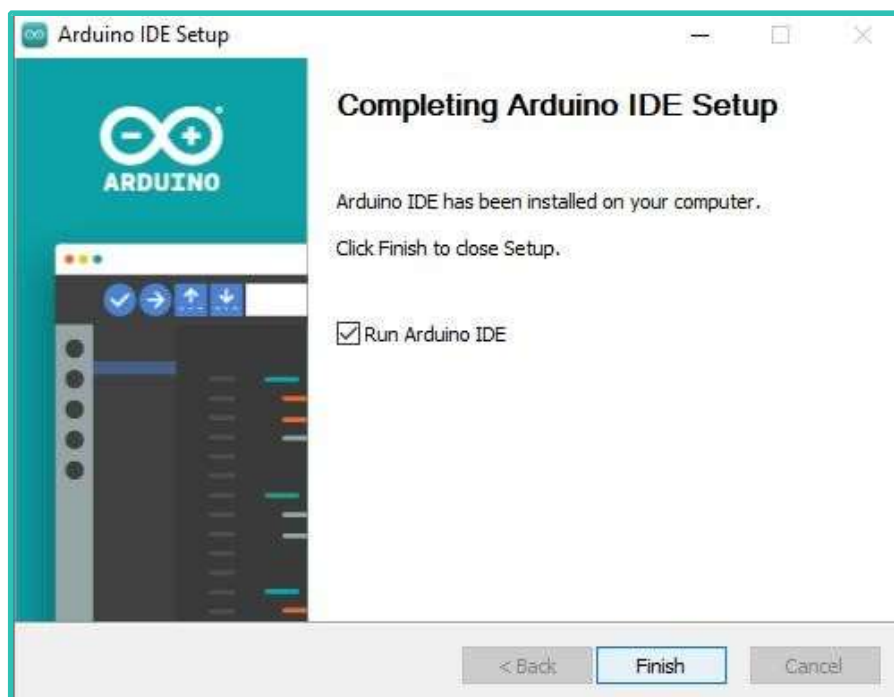 Arduino IDE Setup
ARDUINO
Completing Arduino IDE Setup
Arduino IDE has been installed on your computer.
Click Finish to close Setup.
Run Arduino IDE
< Back
Finish
Cancel